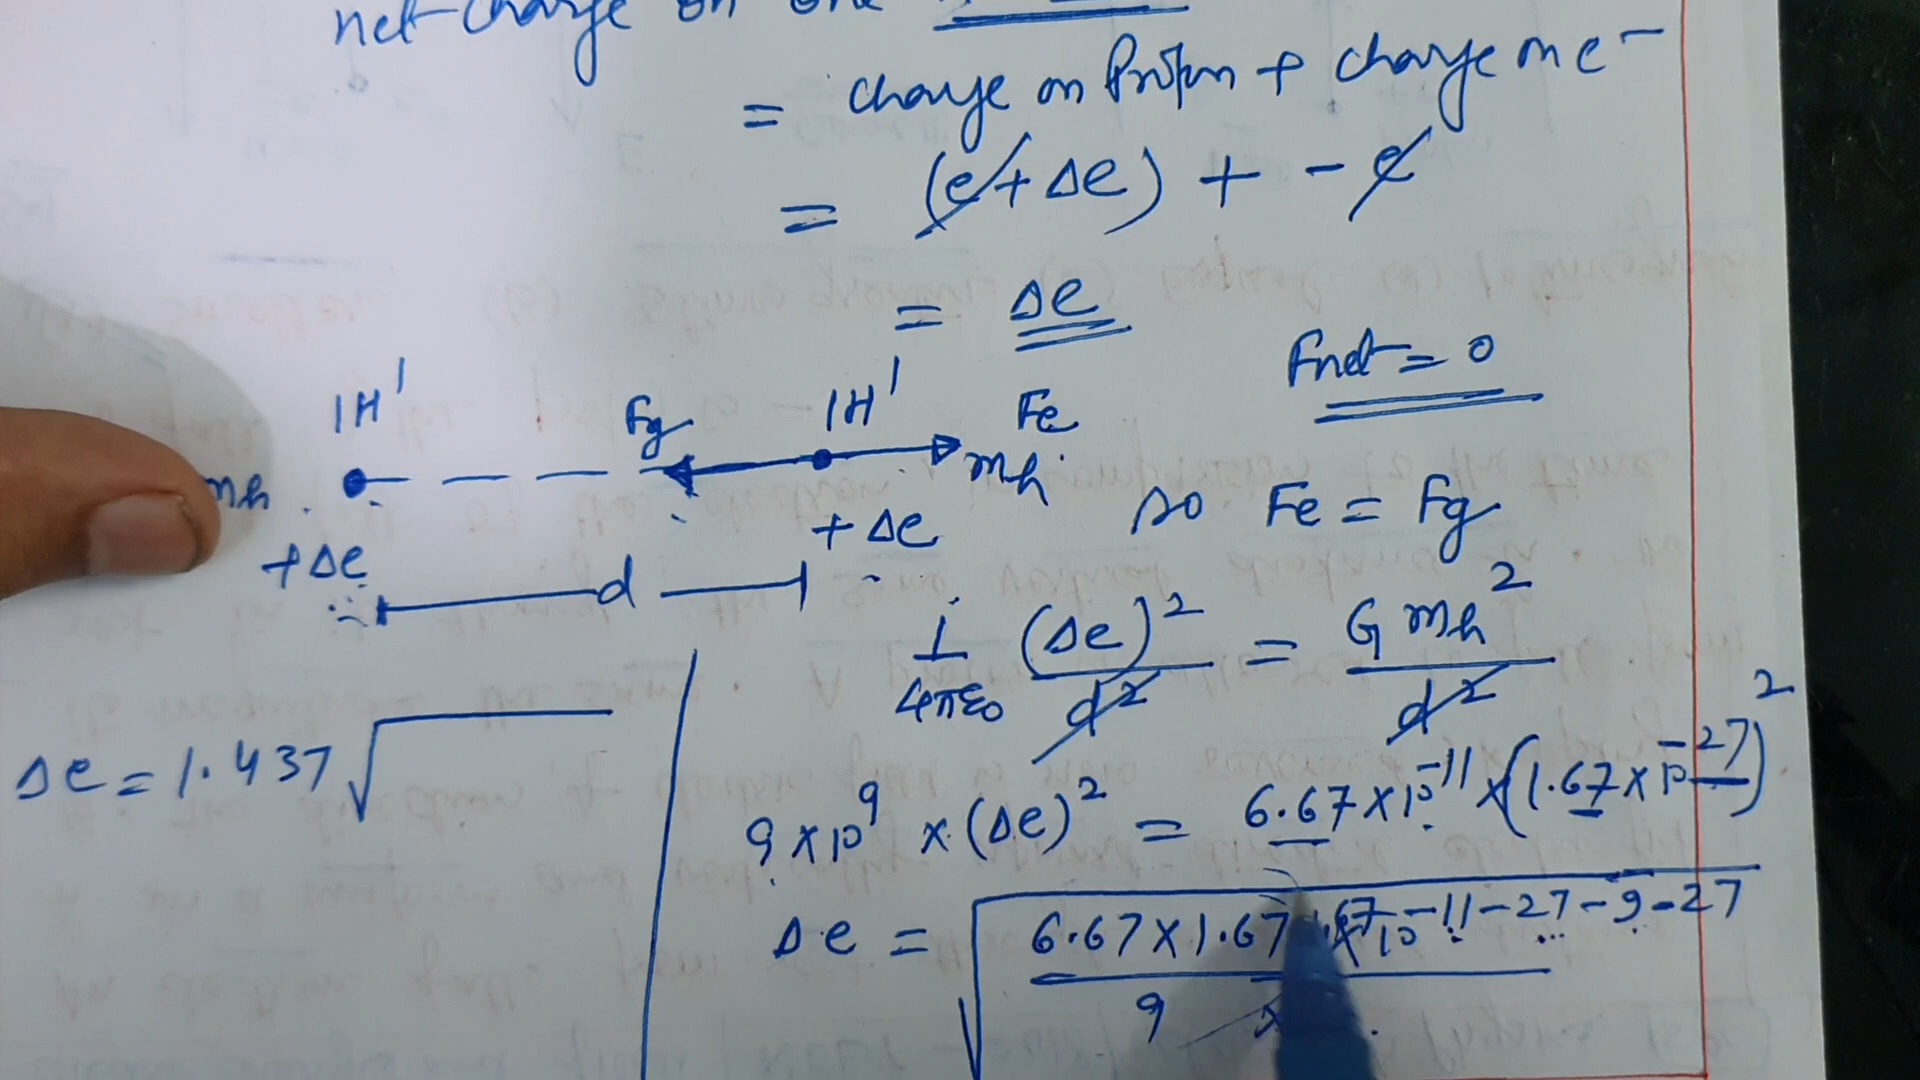 net charge on one
= charge on Proton + charge on e⁻
= (e + Δe) + - e
= Δe
Fnet = 0
1H¹ Fg 1H¹ Fe
mh mh
+Δe +Δe
d
so Fe = Fg
1/4πε₀ (Δe)²/d² = G mh²/d²
9 × 10⁹ × (Δe)² = 6.67 × 10⁻¹¹ × (1.67 × 10⁻²⁷)²
Δe = √ 6.67 × 1.67 × 10⁻¹¹⁻²⁷⁻⁹⁻²⁷
9
Δe = 1.437 √